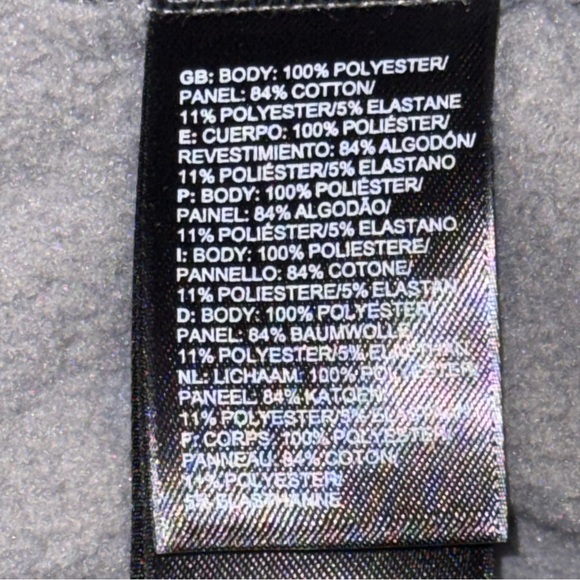 GB: BODY: 100% POLYESTER/
PANEL: 84% COTTON/
11% POLYESTER/5% ELASTANE
E: CUERPO: 100% POLIÉSTER/
REVESTIMIENTO: 84% ALGODÓN/
11% POLIÉSTER/5% ELASTANO
P: BODY: 100% POLIÉSTER/
PAINEL: 84% ALGODÃO/
11% POLIÉSTER/5% ELASTANO
I: BODY: 100% POLIESTERE/
PANNELLO: 84% COTONE/
11% POLIESTERE/5% ELASTAN
D: BODY: 100% POLYESTER/
PANEL: 84% BAUMWOLLE
11% POLYESTER/5% ELASTHAN
NL: LICHAAM: 100% POLYESTER
PANEEL: 84% KATOEN/
11% POLYESTER/5% ELASTAAN
F: CORPS: 100% POLYESTER/
PANNEAU: 84% COTON/
11% POLYESTER/
5% ELASTHANNE